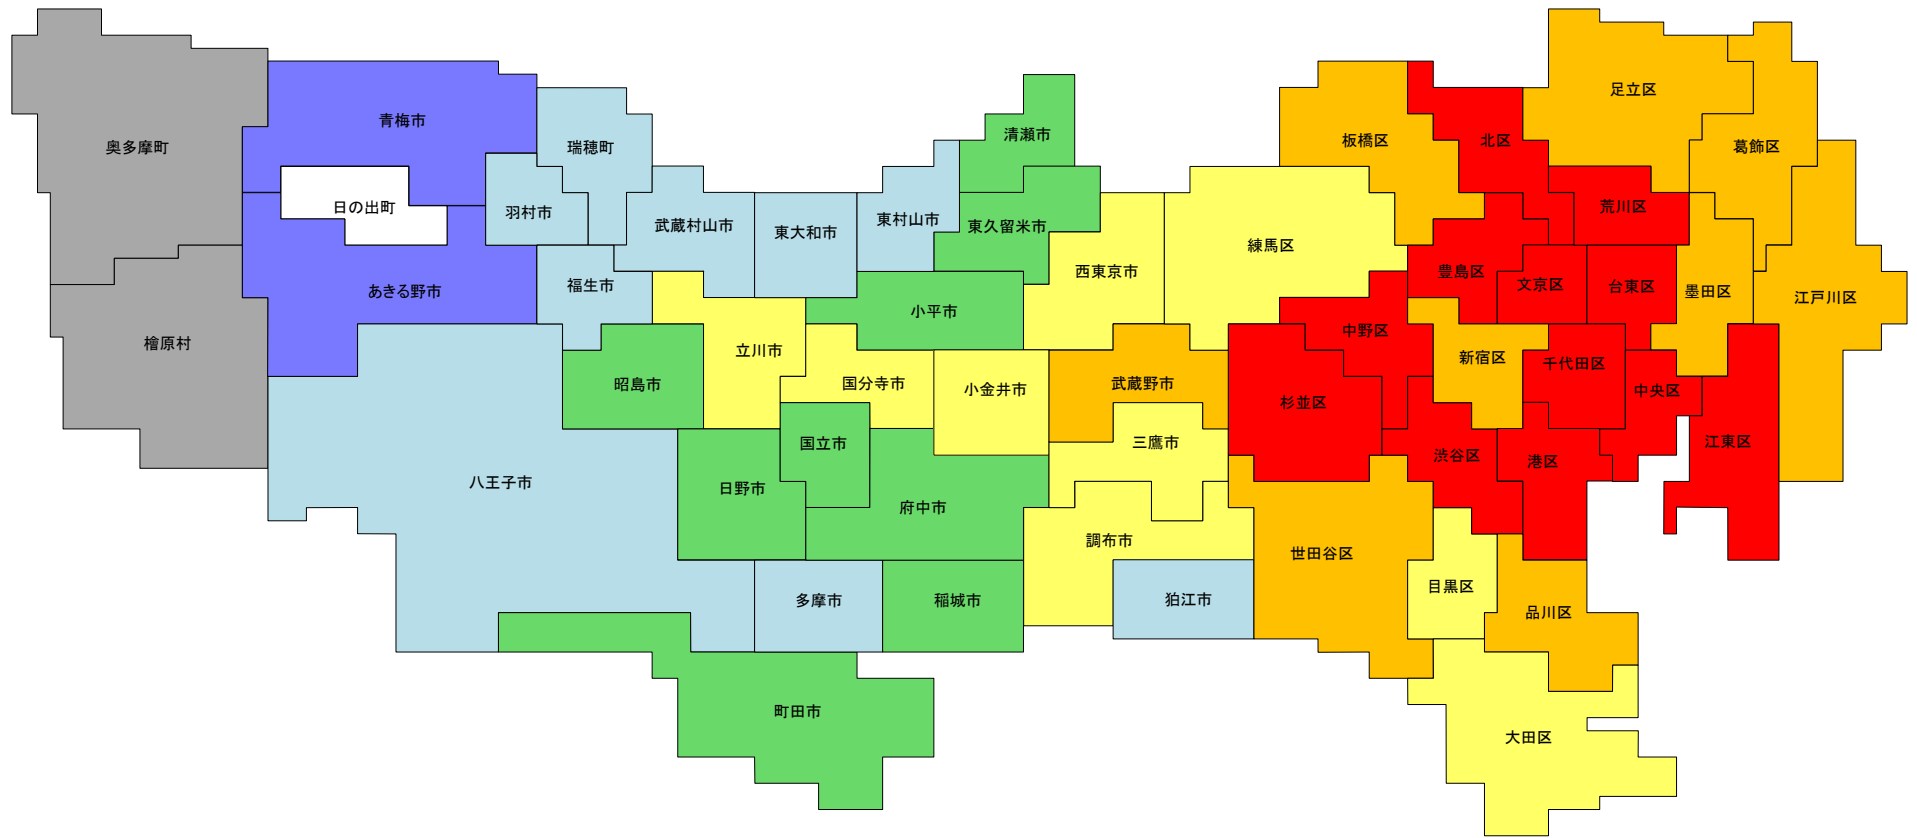 足立区
青梅市
清瀬市
板橋区
北区
葛飾区
奥多摩町
瑞穂町
日の出町
羽村市
武蔵村山市
東大和市
東村山市
東久留米市
荒川区
練馬区
西東京市
豊島区
文京区
台東区
墨田区
江戸川区
あきる野市
福生市
小平市
檜原村
立川市
中野区
新宿区
千代田区
昭島市
国分寺市
小金井市
武蔵野市
杉並区
中央区
国立市
三鷹市
江東区
渋谷区
港区
八王子市
日野市
府中市
調布市
世田谷区
目黒区
多摩市
稲城市
狛江市
品川区
町田市
大田区